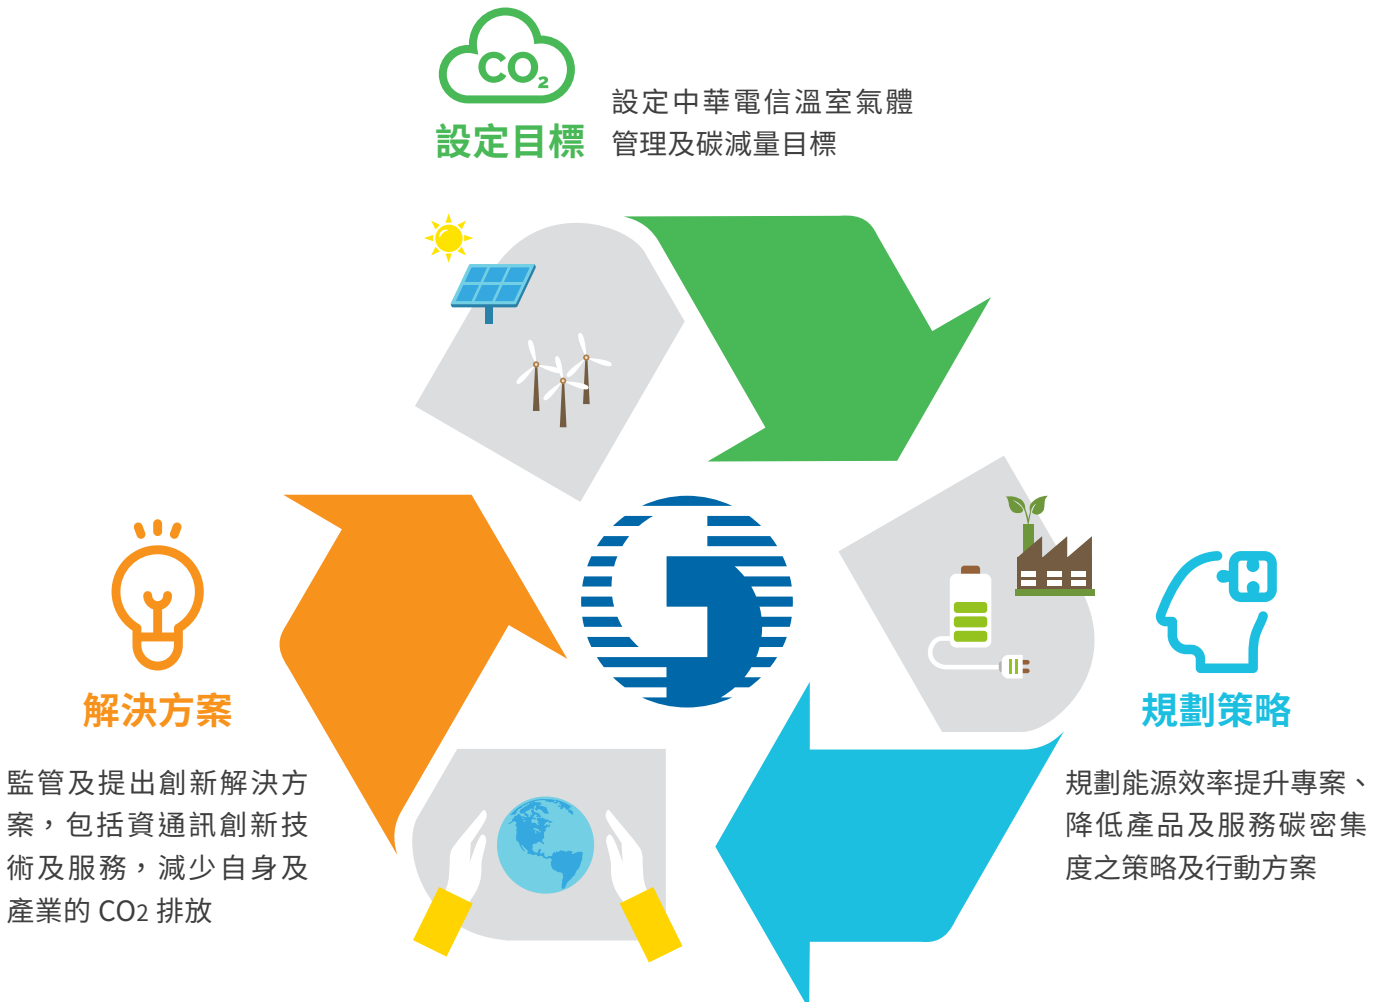 CO₂
設定目標
設定中華電信溫室氣體
管理及碳減量目標
規劃策略
規劃能源效率提升專案、
降低產品及服務碳密集
度之策略及行動方案
解決方案
監管及提出創新解決方
案，包括資通訊創新技
術及服務，減少自身及
產業的 CO2 排放